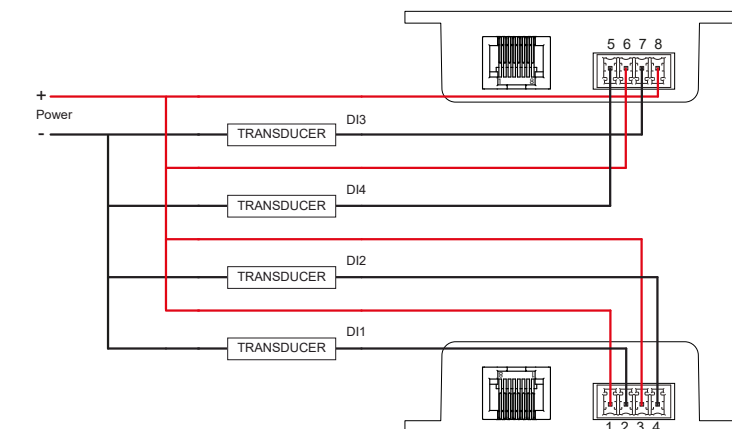 5 6 7 8
+
Power
-
DI3
TRANSDUCER
DI4
TRANSDUCER
DI2
TRANSDUCER
DI1
TRANSDUCER
1 2 3 4